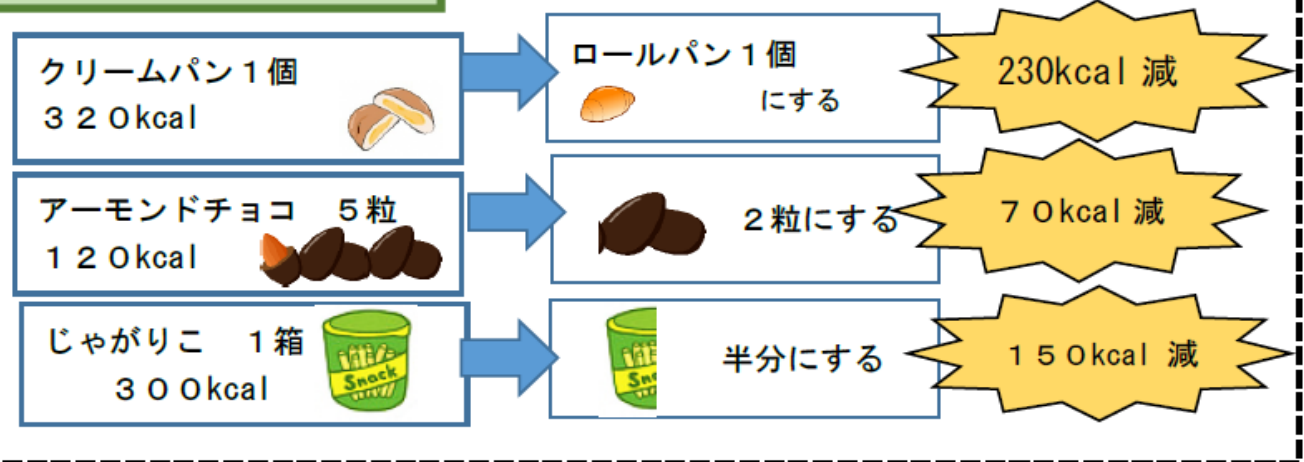 クリームパン１個
３２０kcal
ロールパン１個
にする
230kcal 減
アーモンドチョコ　５粒
１２０kcal
２粒にする
７０kcal 減
じゃがりこ　１箱
３００kcal
Snack
半分にする
１５０kcal 減